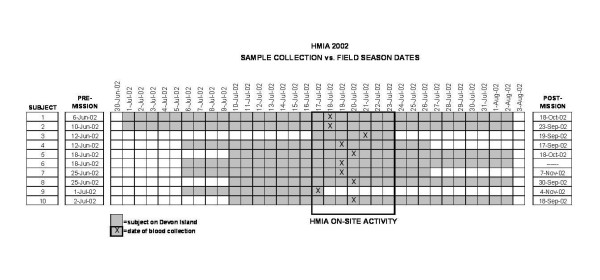 HMIA 2002
SAMPLE COLLECTION vs. FIELD SEASON DATES
SUBJECT PRE-MISSION 30-Jun-02 1-Jul-02 2-Jul-02 3-Jul-02 4-Jul-02 5-Jul-02 6-Jul-02 7-Jul-02 8-Jul-02 9-Jul-02 10-Jul-02 11-Jul-02 12-Jul-02 13-Jul-02 14-Jul-02 15-Jul-02 16-Jul-02 17-Jul-02 18-Jul-02 19-Jul-02 20-Jul-02 21-Jul-02 22-Jul-02 23-Jul-02 24-Jul-02 25-Jul-02 26-Jul-02 27-Jul-02 28-Jul-02 29-Jul-02 30-Jul-02 31-Jul-02 1-Aug-02 2-Aug-02 3-Aug-02 POST-MISSION
1 6-Jun-02 X 18-Oct-02
2 10-Jun-02 X 23-Sep-02
3 12-Jun-02 X 19-Sep-02
4 12-Jun-02 X 17-Sep-02
5 18-Jun-02 X 18-Oct-02
6 18-Jun-02 X ------
7 25-Jun-02 X 7-Nov-02
8 25-Jun-02 X 30-Sep-02
9 1-Jul-02 X 4-Nov-02
10 2-Jul-02 X 18-Sep-02
=subject on Devon Island
X =date of blood collection
HMIA ON-SITE ACTIVITY